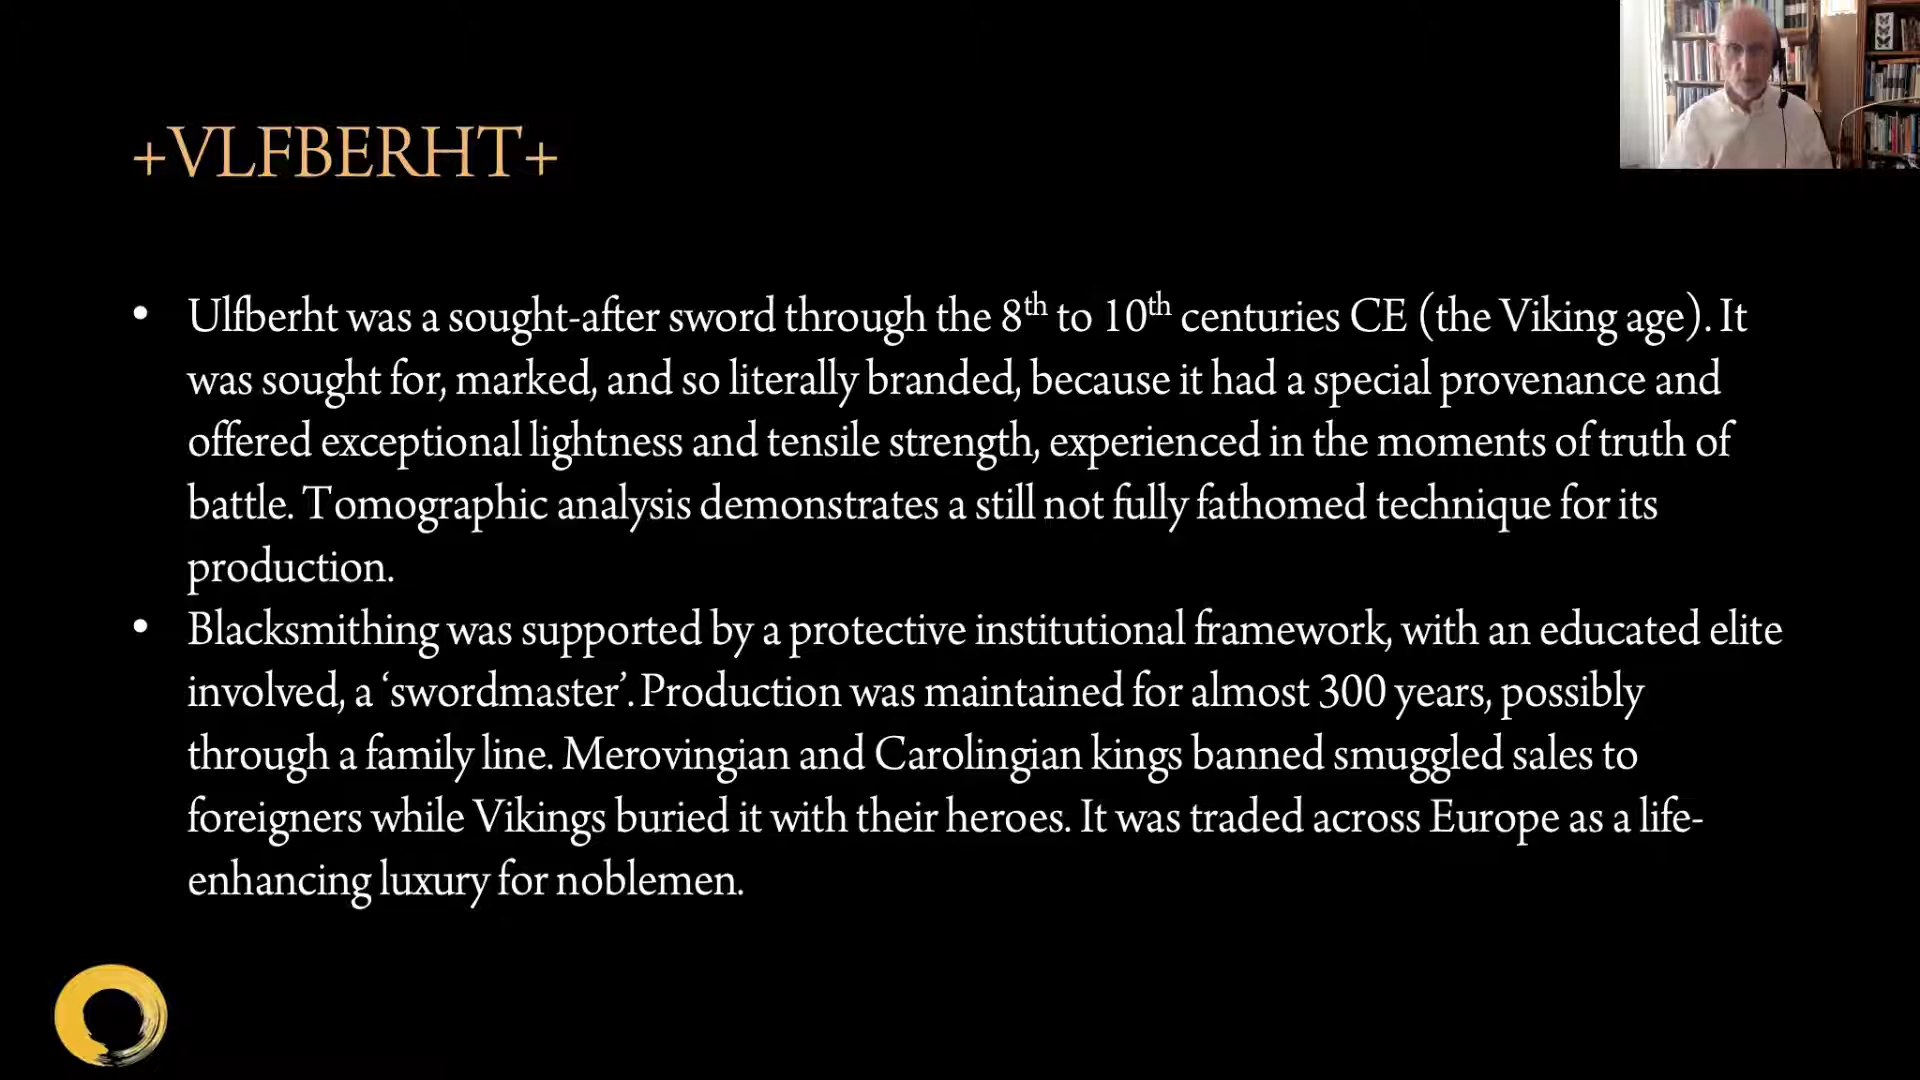 +VLFBERHT+
• Ulfberht was a sought-after sword through the 8th to 10th centuries CE (the Viking age). It
was sought for, marked, and so literally branded, because it had a special provenance and
offered exceptional lightness and tensile strength, experienced in the moments of truth of
battle. Tomographic analysis demonstrates a still not fully fathomed technique for its
production.
• Blacksmithing was supported by a protective institutional framework, with an educated elite
involved, a ‘swordmaster’. Production was maintained for almost 300 years, possibly
through a family line. Merovingian and Carolingian kings banned smuggled sales to
foreigners while Vikings buried it with their heroes. It was traded across Europe as a life-
enhancing luxury for noblemen.